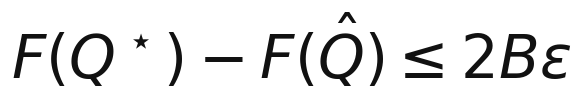 F(Q⋆) − F(Q̂) ≤ 2Bε